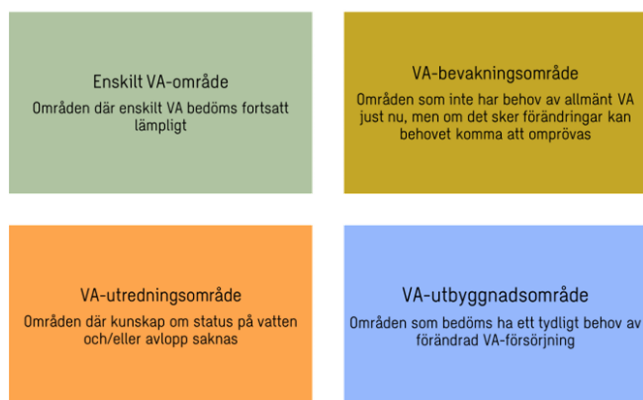 Enskilt VA-område
Områden där enskilt VA bedöms fortsatt
lämpligt
VA-bevakningsområde
Områden som inte har behov av allmänt VA
just nu, men om det sker förändringar kan
behovet komma att omprövas
VA-utredningsområde
Områden där kunskap om status på vatten
och/eller avlopp saknas
VA-utbyggnadsområde
Områden som bedöms ha ett tydligt behov av
förändrad VA-försörjning